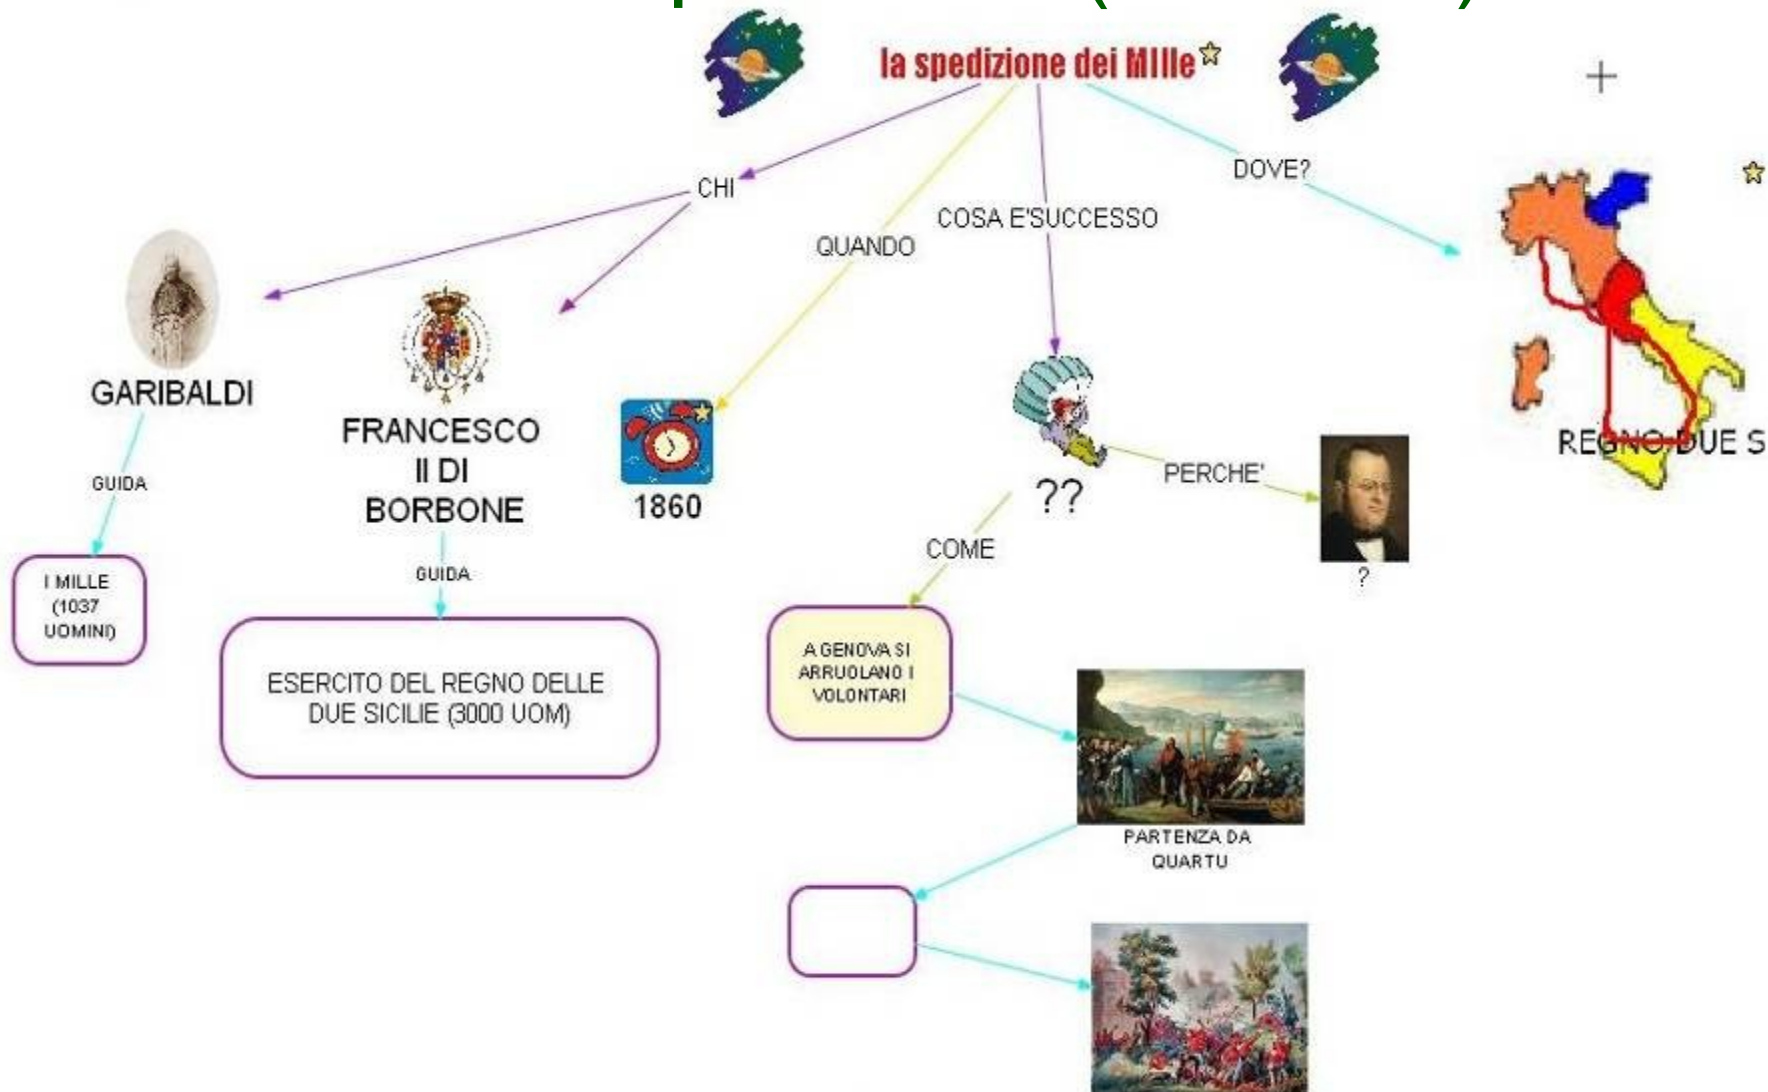 la spedizione dei MIlle
CHI
DOVE?
COSA E'SUCCESSO
QUANDO
GARIBALDI
FRANCESCO
II DI
BORBONE
REGNO DUE S
PERCHE'
GUIDA
??
1860
COME
?
GUIDA
I MILLE
(1037
UOMINI)
A GENOVA SI
ARRUOLANO I
VOLONTARI
ESERCITO DEL REGNO DELLE
DUE SICILIE (3000 UOM)
PARTENZA DA
QUARTU